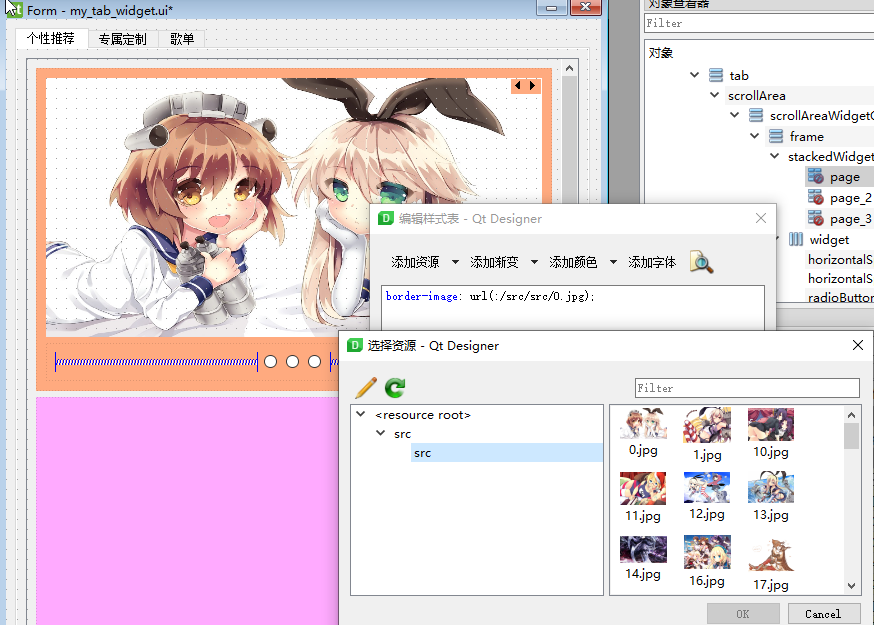 Form - my_tab_widget.ui*
个性推荐
专属定制
歌单
对象查看器
Filter
对象
tab
scrollArea
scrollAreaWidgetC
frame
stackedWidget
page
page_2
page_3
widget
horizontalS
horizontalS
radioButton
编辑样式表 - Qt Designer
添加资源
添加渐变
添加颜色
添加字体
border-image: url(:/src/src/0.jpg);
选择资源 - Qt Designer
Filter
<resource root>
src
src
0.jpg
1.jpg
10.jpg
11.jpg
12.jpg
13.jpg
14.jpg
16.jpg
17.jpg
OK
Cancel